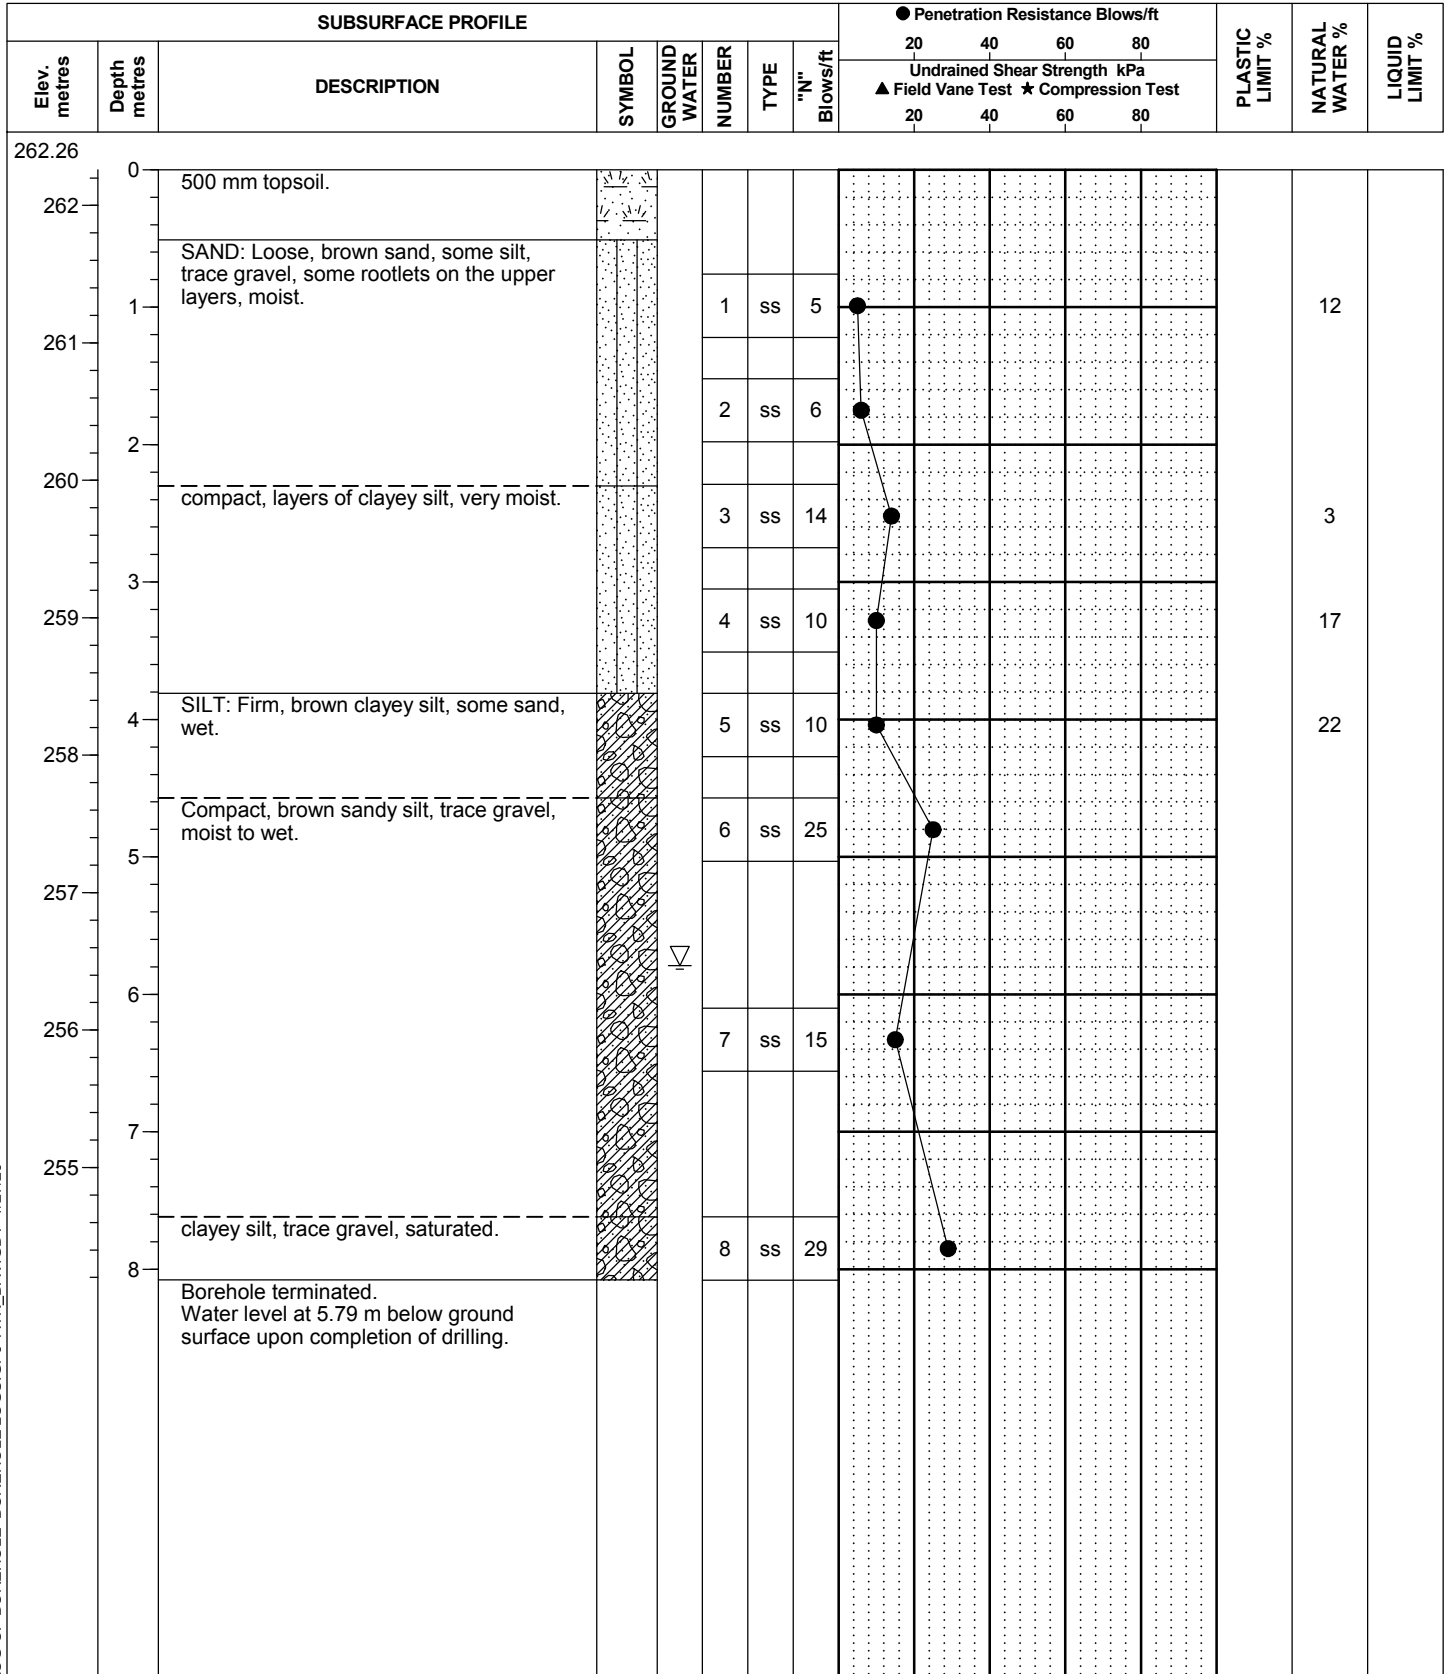 SUBSURFACE PROFILE
● Penetration Resistance Blows/ft
20 40 60 80
Undrained Shear Strength kPa
▲ Field Vane Test ★ Compression Test
20 40 60 80
Elev. metres
Depth metres
DESCRIPTION
SYMBOL
GROUND WATER
NUMBER
TYPE
"N" Blows/ft
PLASTIC LIMIT %
NATURAL WATER %
LIQUID LIMIT %
262.26
0
500 mm topsoil.
262
SAND: Loose, brown sand, some silt,
trace gravel, some rootlets on the upper
layers, moist.
1 1 ss 5 12
261
2 ss 6
2
260
compact, layers of clayey silt, very moist.
3 ss 14 3
3
259 4 ss 10 17
SILT: Firm, brown clayey silt, some sand,
wet.
4 5 ss 10 22
258
Compact, brown sandy silt, trace gravel,
moist to wet.
6 ss 25
5
257
6
256 7 ss 15
7
255
clayey silt, trace gravel, saturated.
8 ss 29
8
Borehole terminated.
Water level at 5.79 m below ground
surface upon completion of drilling.